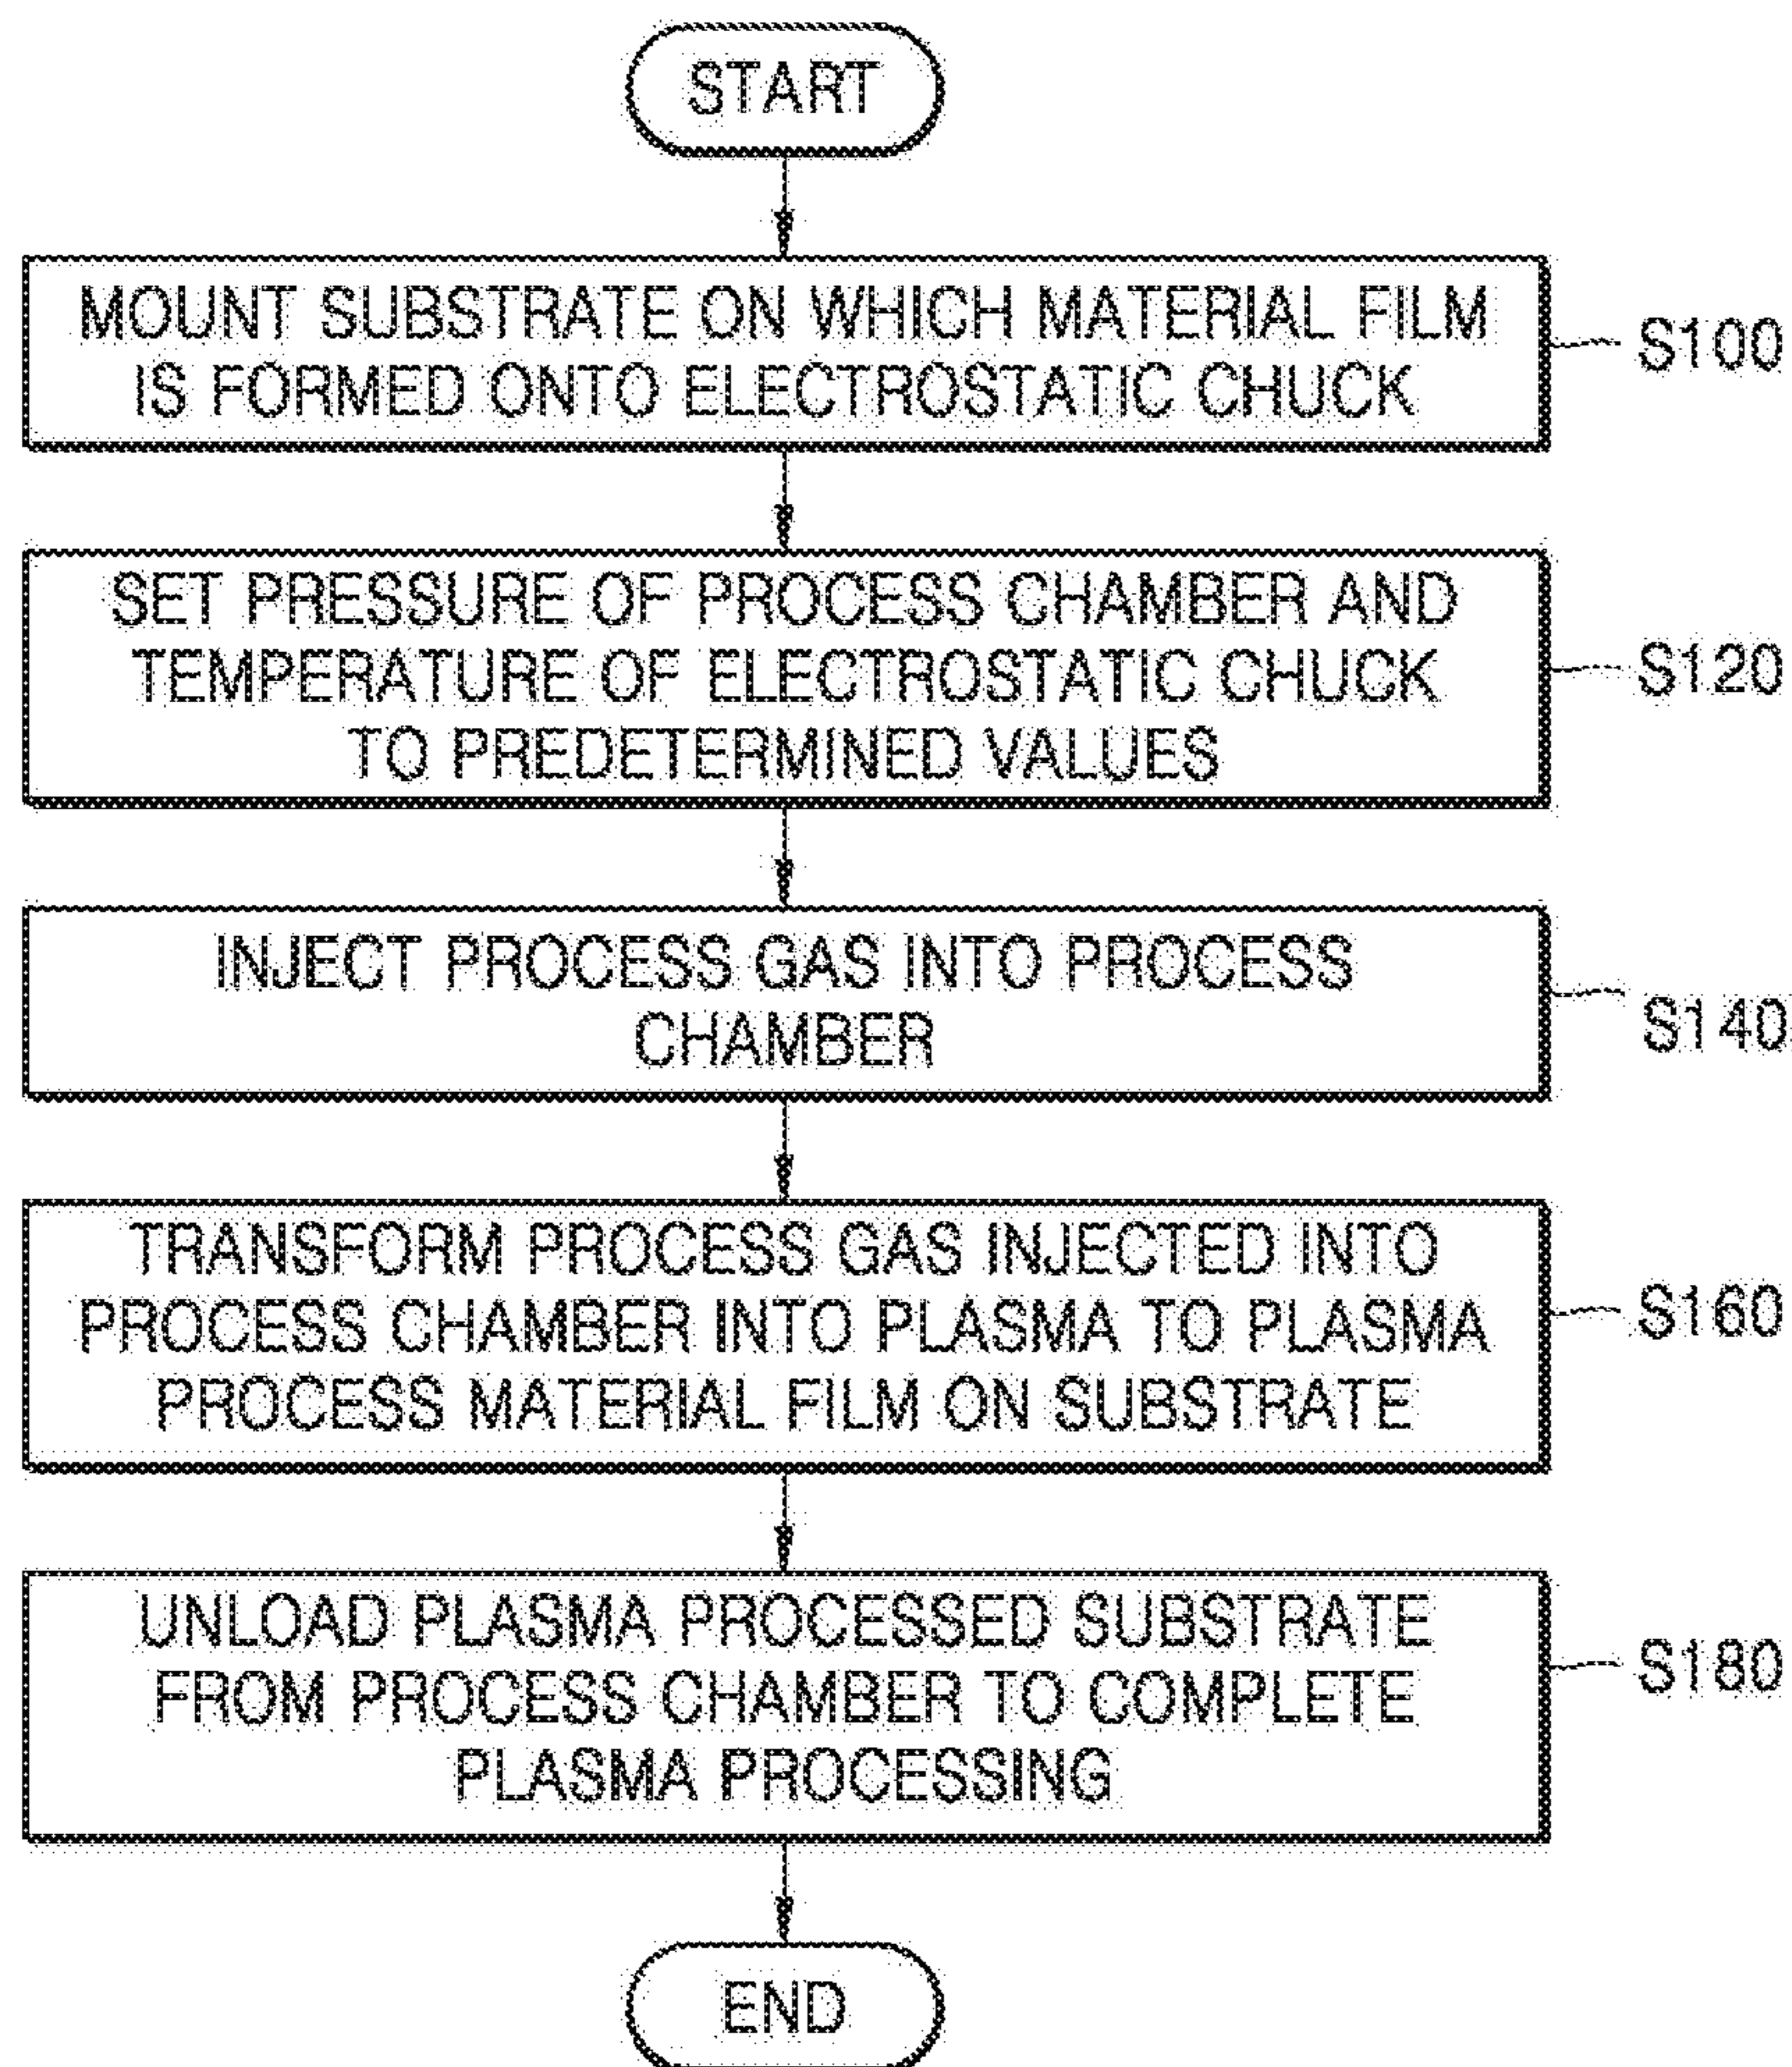 START
MOUNT SUBSTRATE ON WHICH MATERIAL FILM
IS FORMED ONTO ELECTROSTATIC CHUCK
S100
SET PRESSURE OF PROCESS CHAMBER AND
TEMPERATURE OF ELECTROSTATIC CHUCK
TO PREDETERMINED VALUES
S120
INJECT PROCESS GAS INTO PROCESS
CHAMBER
S140
TRANSFORM PROCESS GAS INJECTED INTO
PROCESS CHAMBER INTO PLASMA TO PLASMA
PROCESS MATERIAL FILM ON SUBSTRATE
S160
UNLOAD PLASMA PROCESSED SUBSTRATE
FROM PROCESS CHAMBER TO COMPLETE
PLASMA PROCESSING
S180
END